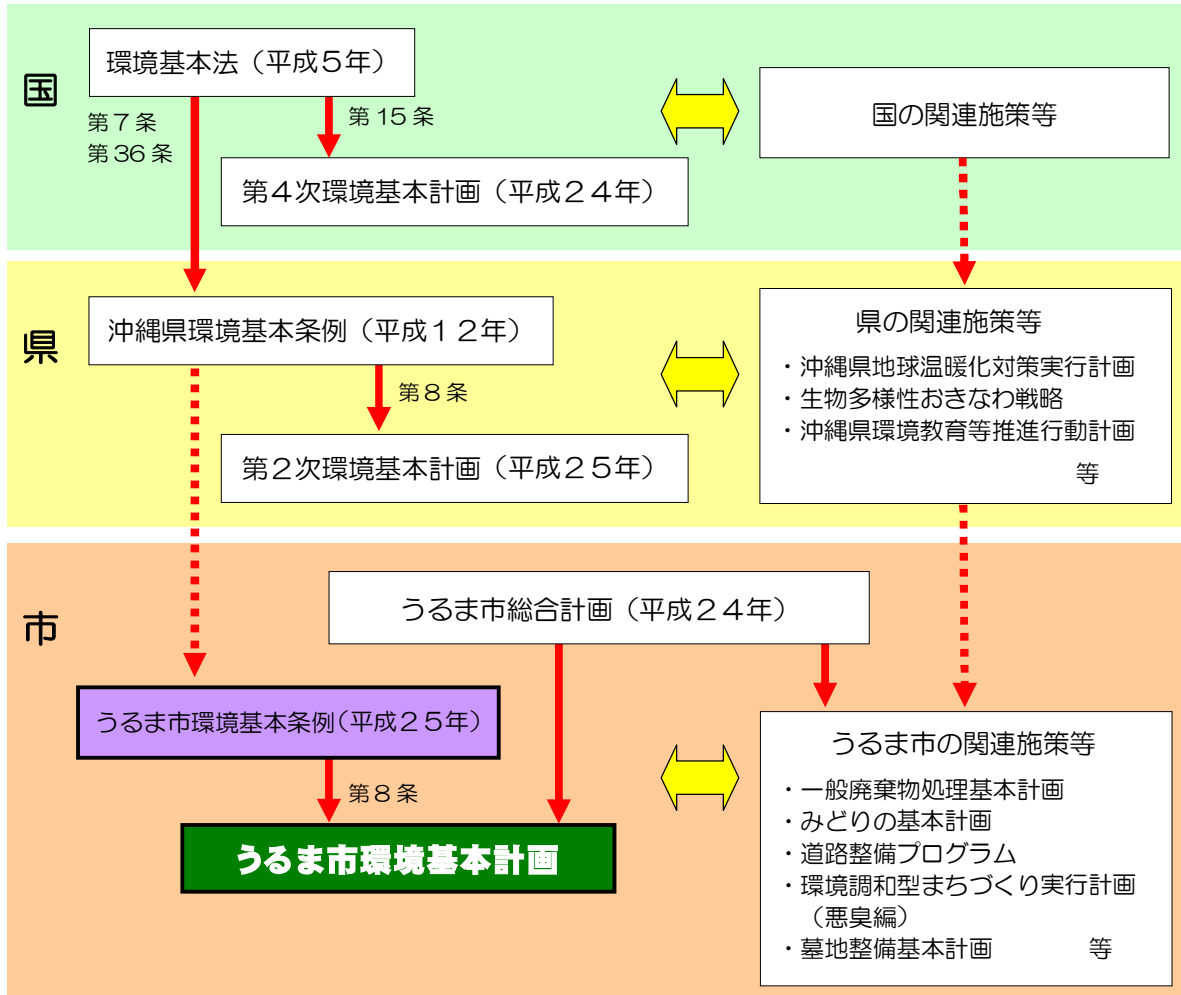 国
環境基本法（平成５年）
第７条
第36条
第15条
第４次環境基本計画（平成２４年）
国の関連施策等
県
沖縄県環境基本条例（平成１２年）
第８条
第２次環境基本計画（平成２５年）
県の関連施策等
・沖縄県地球温暖化対策実行計画
・生物多様性おきなわ戦略
・沖縄県環境教育等推進行動計画
等
市
うるま市総合計画（平成２４年）
うるま市環境基本条例（平成２５年）
第８条
うるま市環境基本計画
うるま市の関連施策等
・一般廃棄物処理基本計画
・みどりの基本計画
・道路整備プログラム
・環境調和型まちづくり実行計画
（悪臭編）
・墓地整備基本計画　　　等